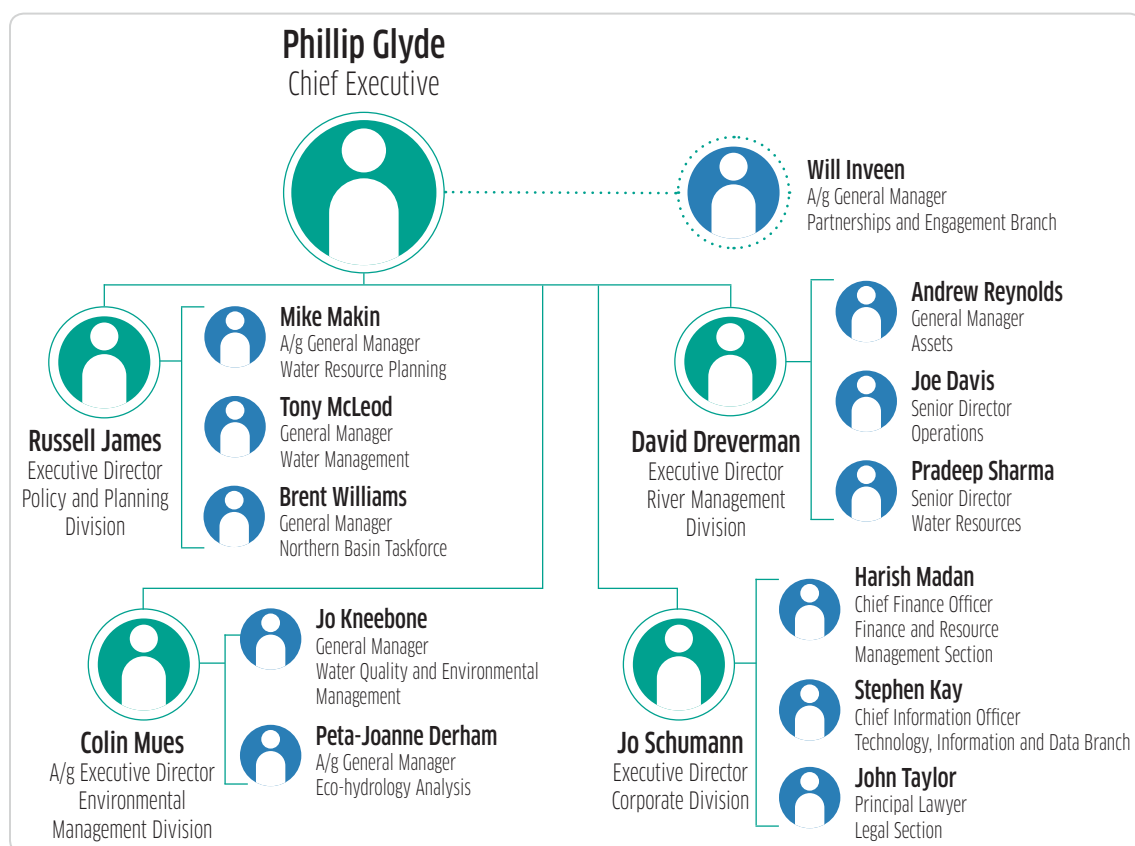 Phillip Glyde
Chief Executive
Will Inveen
A/g General Manager
Partnerships and Engagement Branch
Russell James
Executive Director
Policy and Planning
Division
Mike Makin
A/g General Manager
Water Resource Planning
Tony McLeod
General Manager
Water Management
Brent Williams
General Manager
Northern Basin Taskforce
David Dreverman
Executive Director
River Management
Division
Andrew Reynolds
General Manager
Assets
Joe Davis
Senior Director
Operations
Pradeep Sharma
Senior Director
Water Resources
Colin Mues
A/g Executive Director
Environmental
Management Division
Jo Kneebone
General Manager
Water Quality and Environmental
Management
Peta-Joanne Derham
A/g General Manager
Eco-hydrology Analysis
Jo Schumann
Executive Director
Corporate Division
Harish Madan
Chief Finance Officer
Finance and Resource
Management Section
Stephen Kay
Chief Information Officer
Technology, Information and Data Branch
John Taylor
Principal Lawyer
Legal Section